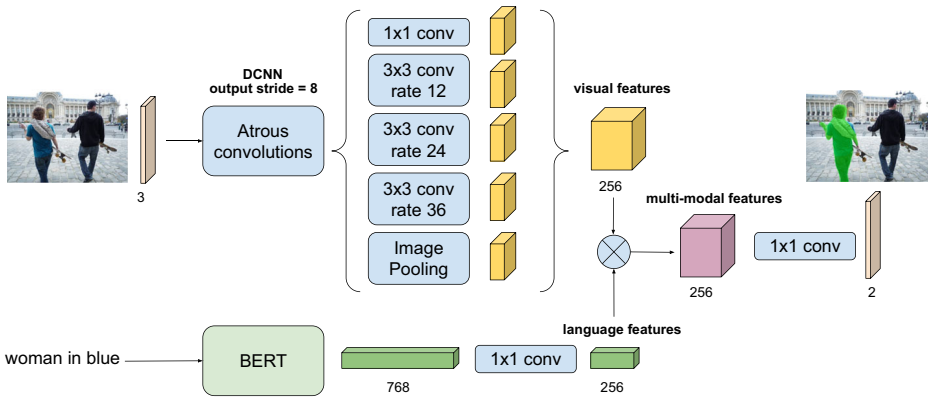 DCNN
output stride = 8
Atrous
convolutions
3
1x1 conv
3x3 conv
rate 12
3x3 conv
rate 24
3x3 conv
rate 36
Image
Pooling
visual features
256
multi-modal features
256
1x1 conv
2
woman in blue
BERT
768
1x1 conv
language features
256